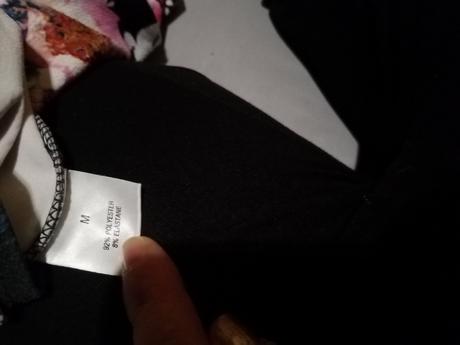 M
92% POLYESTER
8% ELASTANE